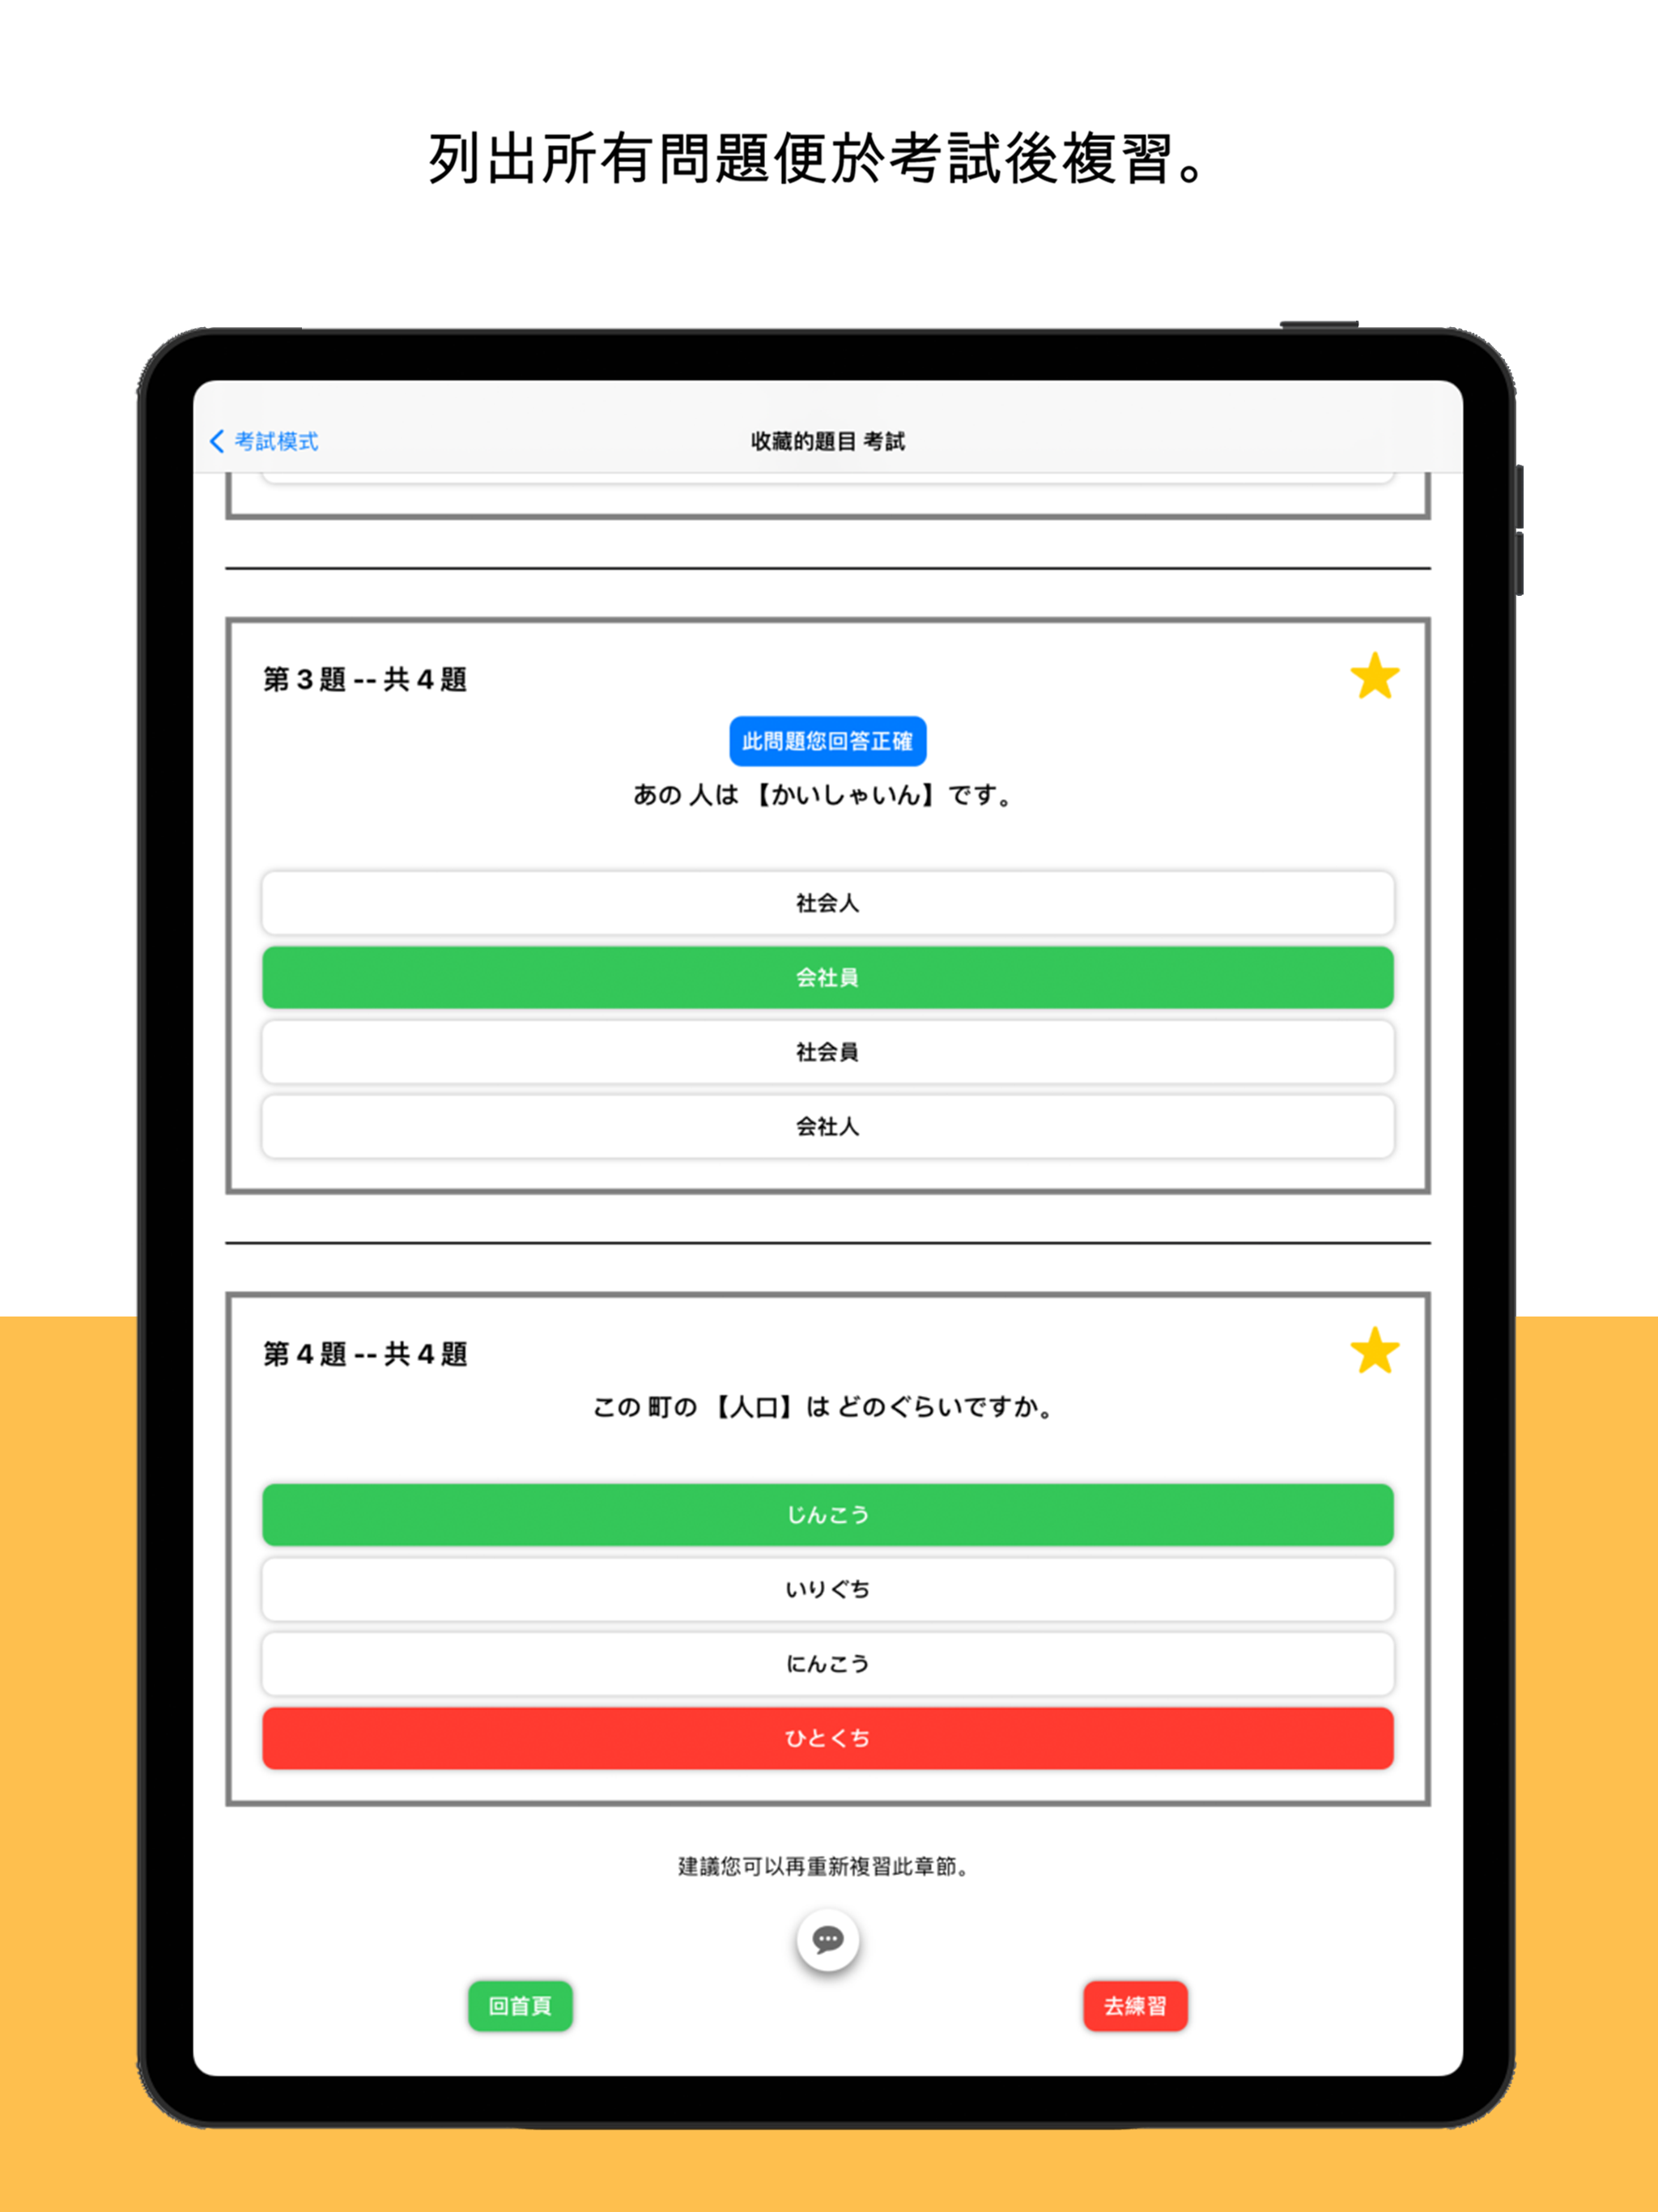 列出所有問題便於考試後複習。
考試模式
收藏的題目 考試
第 3 題 -- 共 4 題
此問題您回答正確
あの 人は 【かいしゃいん】です。
社会人
会社員
社会員
会社人
第 4 題 -- 共 4 題
この 町の 【人口】は どのぐらいですか。
じんこう
いりぐち
にんこう
ひとくち
建議您可以再重新複習此章節。
回首頁
去練習